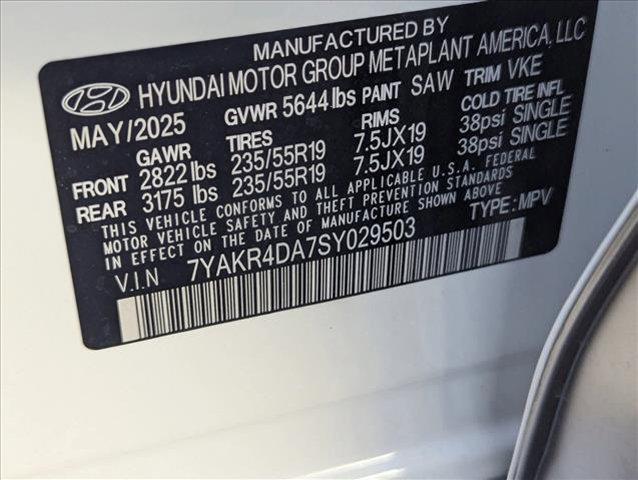 MANUFACTURED BY
HYUNDAI MOTOR GROUP METAPLANT AMERICA, LLC
MAY/2025 GVWR 5644 lbs PAINT SAW TRIM VKE
GAWR TIRES RIMS COLD TIRE INFL
FRONT 2822 lbs 235/55R19 7.5JX19 38psi SINGLE
REAR 3175 lbs 235/55R19 7.5JX19 38psi SINGLE
THIS VEHICLE CONFORMS TO ALL APPLICABLE U.S.A. FEDERAL
MOTOR VEHICLE SAFETY AND THEFT PREVENTION STANDARDS
IN EFFECT ON THE DATE OF MANUFACTURE SHOWN ABOVE
V.I.N 7YAKR4DA7SY029503 TYPE:MPV